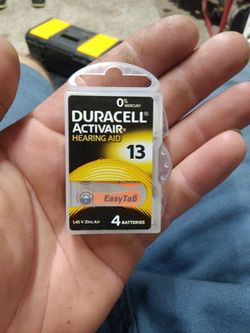 0%
MERCURY
DURACELL®
ACTIVAIR®
HEARING AID
13
EasyTab
1,45 V Zinc Air
4 BATTERIES